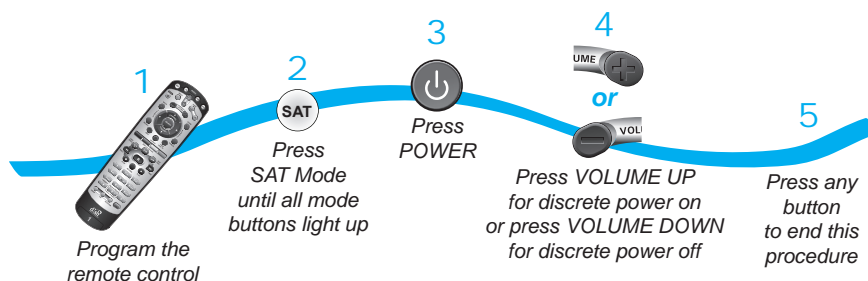 1
Program the
remote control
2
SAT
Press
SAT Mode
until all mode
buttons light up
3
Press
POWER
4
UME
or
VOL
Press VOLUME UP
for discrete power on
or press VOLUME DOWN
for discrete power off
5
Press any
button
to end this
procedure